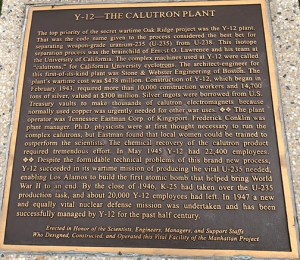 Y-12—THE CALUTRON PLANT
The top priority of the secret wartime Oak Ridge project was the Y-12 plant.
That was the code name given to the process considered the best bet for
separating weapon-grade uranium-235 (U-235) from U-238. This calutron
separation process was the brainchild of Ernest O. Lawrence and his team at
the University of California. The complex machines used at Y-12 were called
"calutrons," for California University cyclotrons. The architect-engineer for
this first-of-its-kind plant was Stone & Webster Engineering of Boston. The
plant's wartime cost was $478 million. Construction of Y-12, which began in
February 1943, required more than 10,000 construction workers and 14,700
tons of silver, valued at $300 million. Silver ingots were borrowed from U.S.
Treasury vaults to make thousands of calutron electromagnets because
normally used copper was urgently needed for other war uses. The plant
operator was Tennessee Eastman Corp. of Kingsport. Frederick Conklin was
plant manager. Ph.D. physicists were at first thought necessary to run the
complex calutrons, but Eastman found that local women could be trained to
outperform the scientists. The chemical recovery of the calutron product
required tremendous effort. In May 1945 Y-12 had 22,400 employees.
Despite the formidable technical problems of this brand new process,
Y-12 succeeded in its wartime mission of producing the vital U-235 needed,
enabling Los Alamos to build the first atomic bomb that helped bring World
War II to an end. By the close of 1946, K-25 had taken over the U-235
production task, and about 20,000 Y-12 employees had left. In 1947 a new
and equally vital nuclear defense mission was undertaken and has been
successfully managed by Y-12 for the past half century.
Erected in Honor of the Scientists, Engineers, Managers, and Support Staffs
Who Designed, Constructed, and Operated this Vital Facility of the Manhattan Project